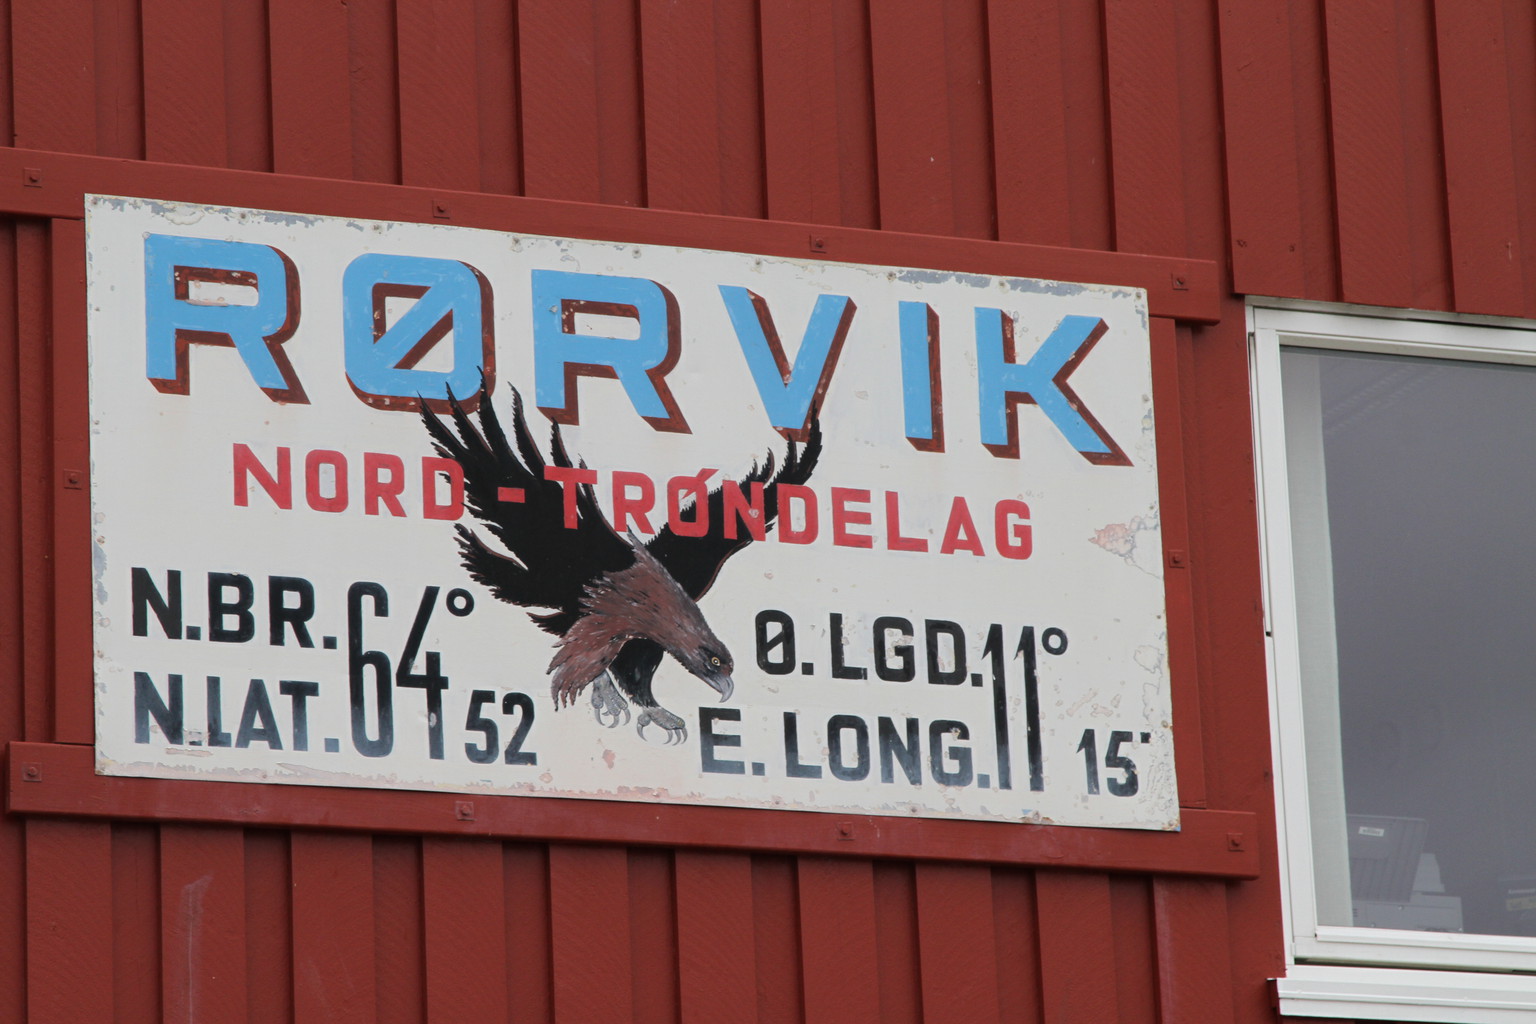 RØRVIK
NORD-TRØNDELAG
N.BR. 64° 52 Ø.LGD. 11° 15'
N.LAT. E. LONG.